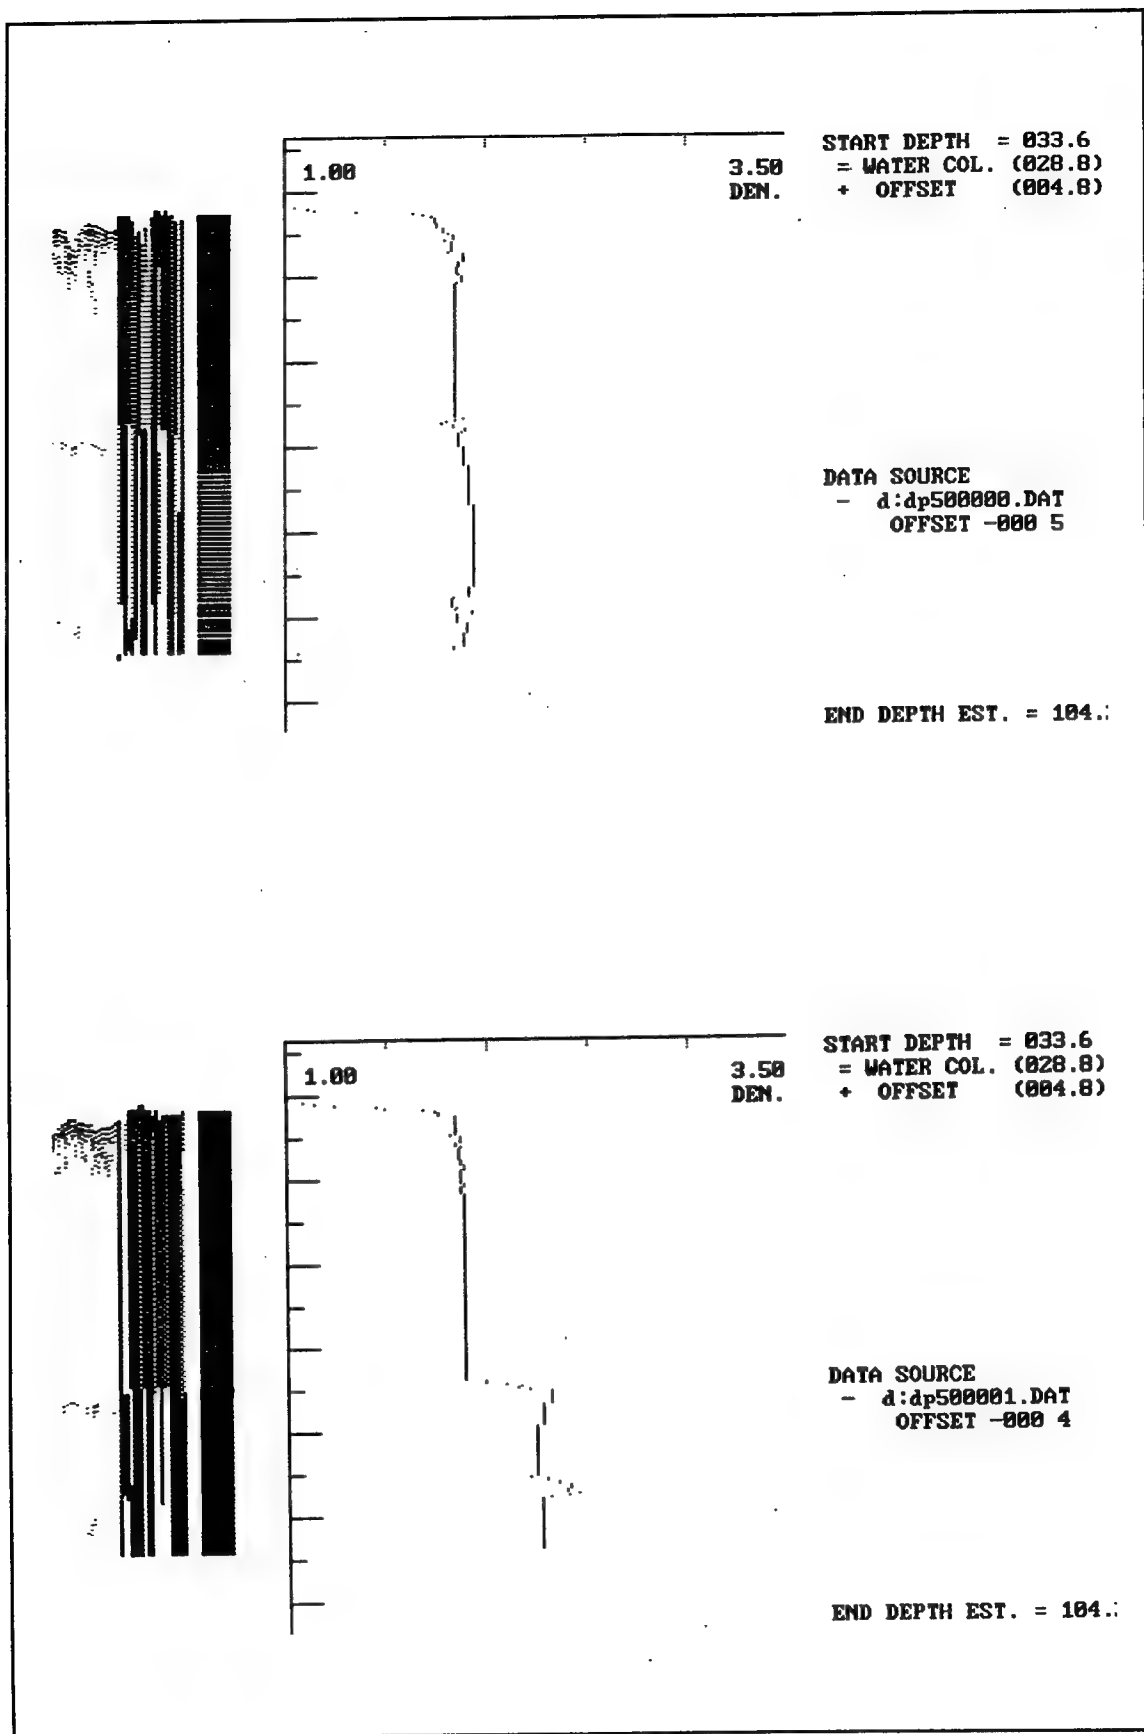 START DEPTH = 033.6
1.00 3.50 = WATER COL. (028.8)
DEN. + OFFSET (004.8)
DATA SOURCE
- d:dp500000.DAT
OFFSET -000 5
END DEPTH EST. = 104.
START DEPTH = 033.6
1.00 3.50 = WATER COL. (028.8)
DEN. + OFFSET (004.8)
DATA SOURCE
- d:dp500001.DAT
OFFSET -000 4
END DEPTH EST. = 104.